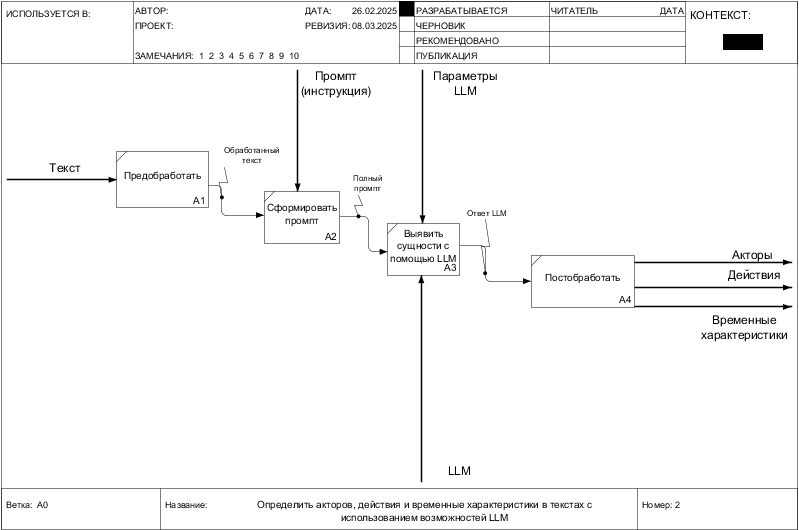 ИСПОЛЬЗУЕТСЯ В:
АВТОР:
ДАТА: 26.02.2025
РАЗРАБАТЫВАЕТСЯ
ЧИТАТЕЛЬ
ДАТА
КОНТЕКСТ:
ПРОЕКТ:
РЕВИЗИЯ: 08.03.2025
ЧЕРНОВИК
РЕКОМЕНДОВАНО
ЗАМЕЧАНИЯ: 1 2 3 4 5 6 7 8 9 10
ПУБЛИКАЦИЯ
Промпт
(инструкция)
Параметры
LLM
Текст
Предобработать
A1
Обработанный
текст
Сформировать
промпт
A2
Полный
промпт
Выявить
сущности с
помощью LLM
A3
Ответ LLM
Постобработать
A4
Акторы
Действия
Временные
характеристики
LLM
Ветка: A0
Название:
Определить акторов, действия и временные характеристики в текстах с
использованием возможностей LLM
Номер: 2